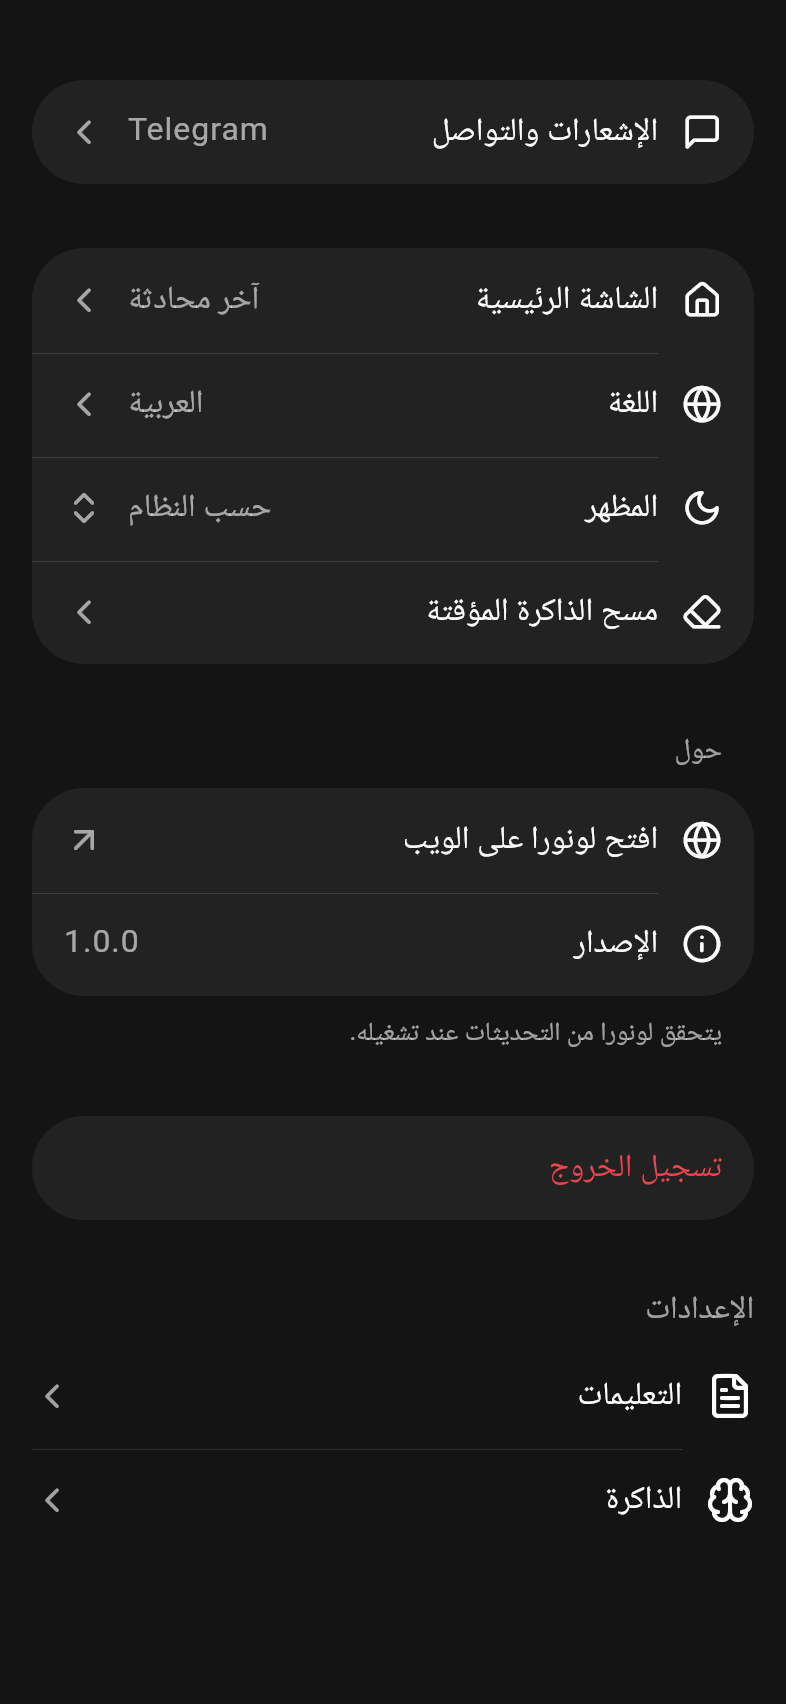 الإشعارات والتواصل Telegram
الشاشة الرئيسية آخر محادثة
اللغة العربية
المظهر حسب النظام
مسح الذاكرة المؤقتة
حول
افتح لونورا على الويب
الإصدار 1.0.0
يتحقق لونورا من التحديثات عند تشغيله.
تسجيل الخروج
الإعدادات
التعليمات
الذاكرة